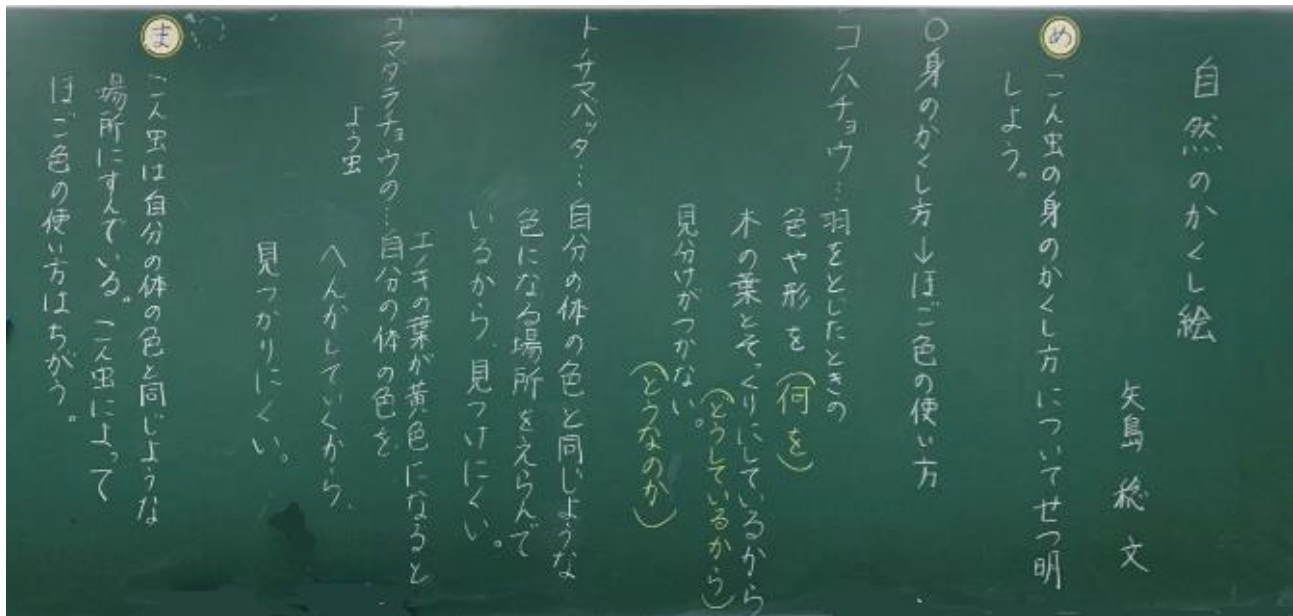 自然のかくし絵
矢島 稔 文
め
こん虫の身のかくし方についてせつ明
しよう。
○身のかくし方→ほご色の使い方
コノハチョウ…羽をとじたときの
色や形を(何を)
木の葉とそっくりにしているから
(どうしているから)
見分けがつかない。
(どうなのか)
トノサマバッタ…自分の体の色と同じような
色になる場所をえらんで
いるから、見つけにくい。
エノキの葉が黄色になると
ゴマダラチョウの…自分の体の色を
よう虫
へんかしていくから、
見つかりにくい。
ま
こん虫は自分の体の色と同じような
場所にすんでいる。こん虫によって
ほご色の使い方はちがう。